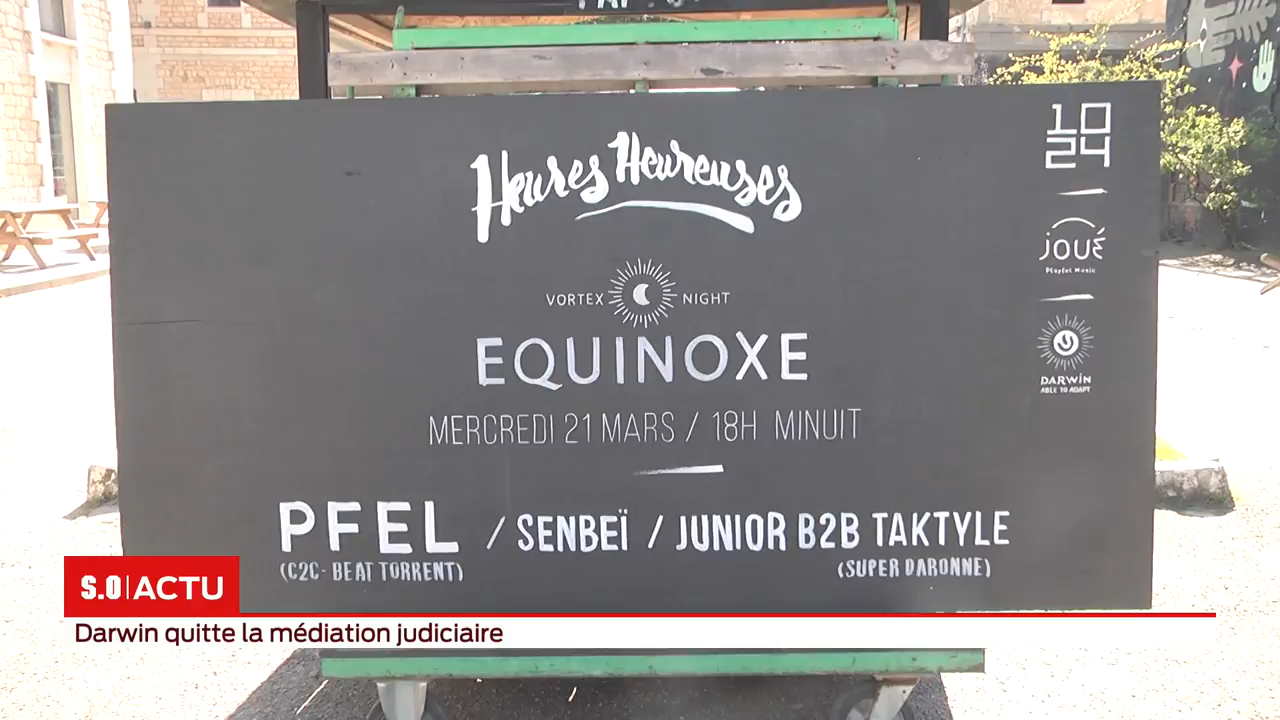 Heures Heureuses
10
24
JOUÉ
Playful Music
DARWIN
ABLE TO ADAPT
VORTEX NIGHT
EQUINOXE
MERCREDI 21 MARS / 18H MINUIT
PFEL / SENBEÏ / JUNIOR B2B TAKTYLE
(C2C - BEAT TORRENT) (SUPER DARONNE)
S.O ACTU
Darwin quitte la médiation judiciaire